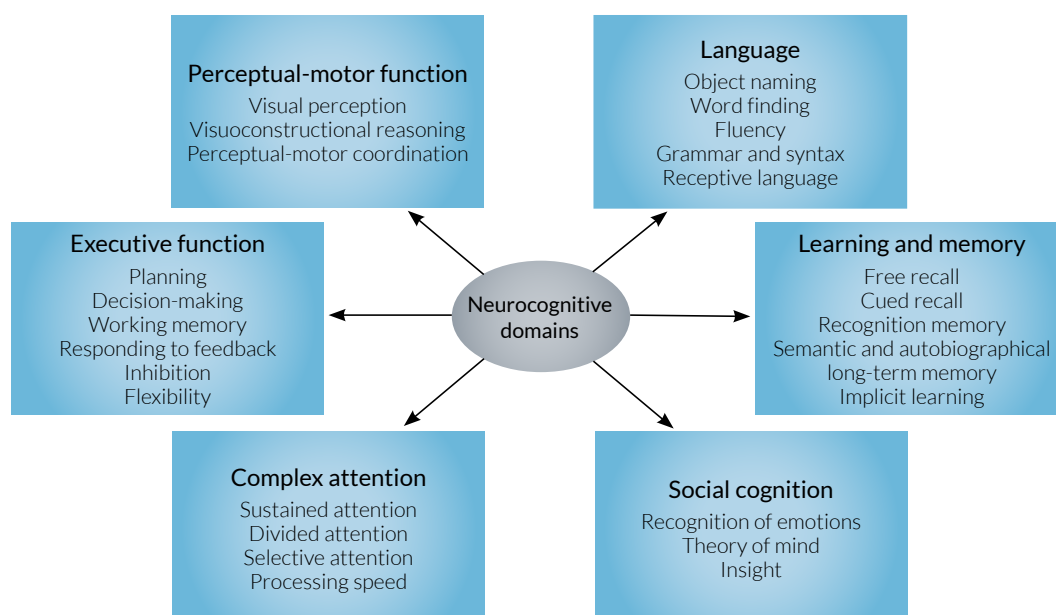 Perceptual-motor function
Visual perception
Visuoconstructional reasoning
Perceptual-motor coordination
Language
Object naming
Word finding
Fluency
Grammar and syntax
Receptive language
Executive function
Planning
Decision-making
Working memory
Responding to feedback
Inhibition
Flexibility
Neurocognitive
domains
Learning and memory
Free recall
Cued recall
Recognition memory
Semantic and autobiographical
long-term memory
Implicit learning
Complex attention
Sustained attention
Divided attention
Selective attention
Processing speed
Social cognition
Recognition of emotions
Theory of mind
Insight